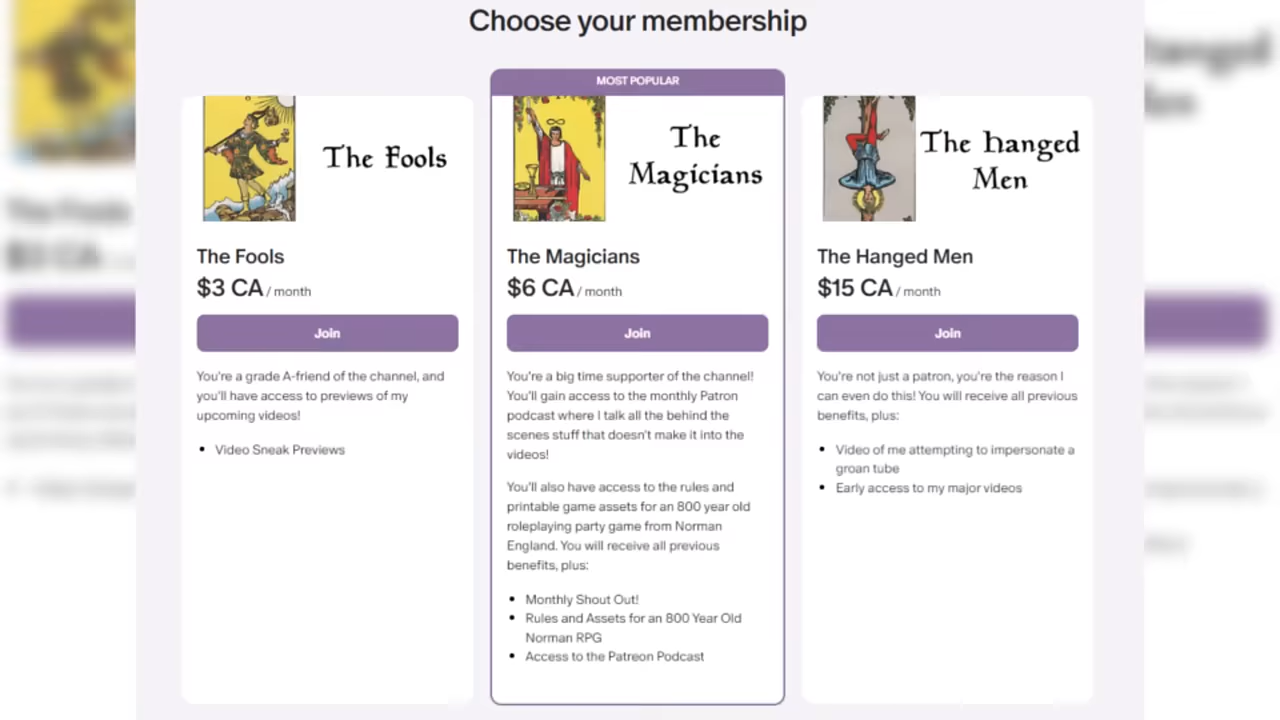 Choose your membership
The Fools
The Fools
$3 CA / month
Join
You're a grade A-friend of the channel, and
you'll have access to previews of my
upcoming videos!
• Video Sneak Previews
MOST POPULAR
The
Magicians
The Magicians
$6 CA / month
Join
You're a big time supporter of the channel!
You'll gain access to the monthly Patron
podcast where I talk all the behind the
scenes stuff that doesn't make it into the
videos!
You'll also have access to the rules and
printable game assets for an 800 year old
roleplaying party game from Norman
England. You will receive all previous
benefits, plus:
• Monthly Shout Out!
• Rules and Assets for an 800 Year Old
Norman RPG
• Access to the Patreon Podcast
The Hanged
Men
The Hanged Men
$15 CA / month
Join
You're not just a patron, you're the reason I
can even do this! You will receive all previous
benefits, plus:
• Video of me attempting to impersonate a
groan tube
• Early access to my major videos
The Fools
$3 CA